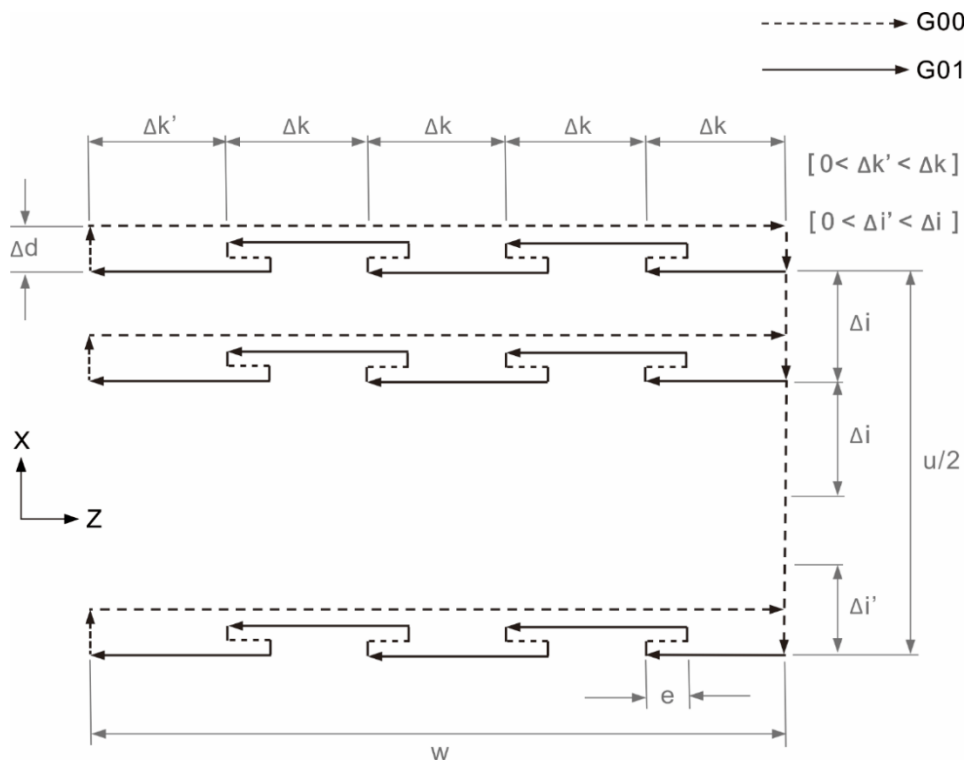 G00
G01
Δk' Δk Δk Δk Δk
[ 0< Δk' < Δk ]
[ 0 < Δi' < Δi ]
Δd
Δi
Δi
X
u/2
Z
Δi'
e
w